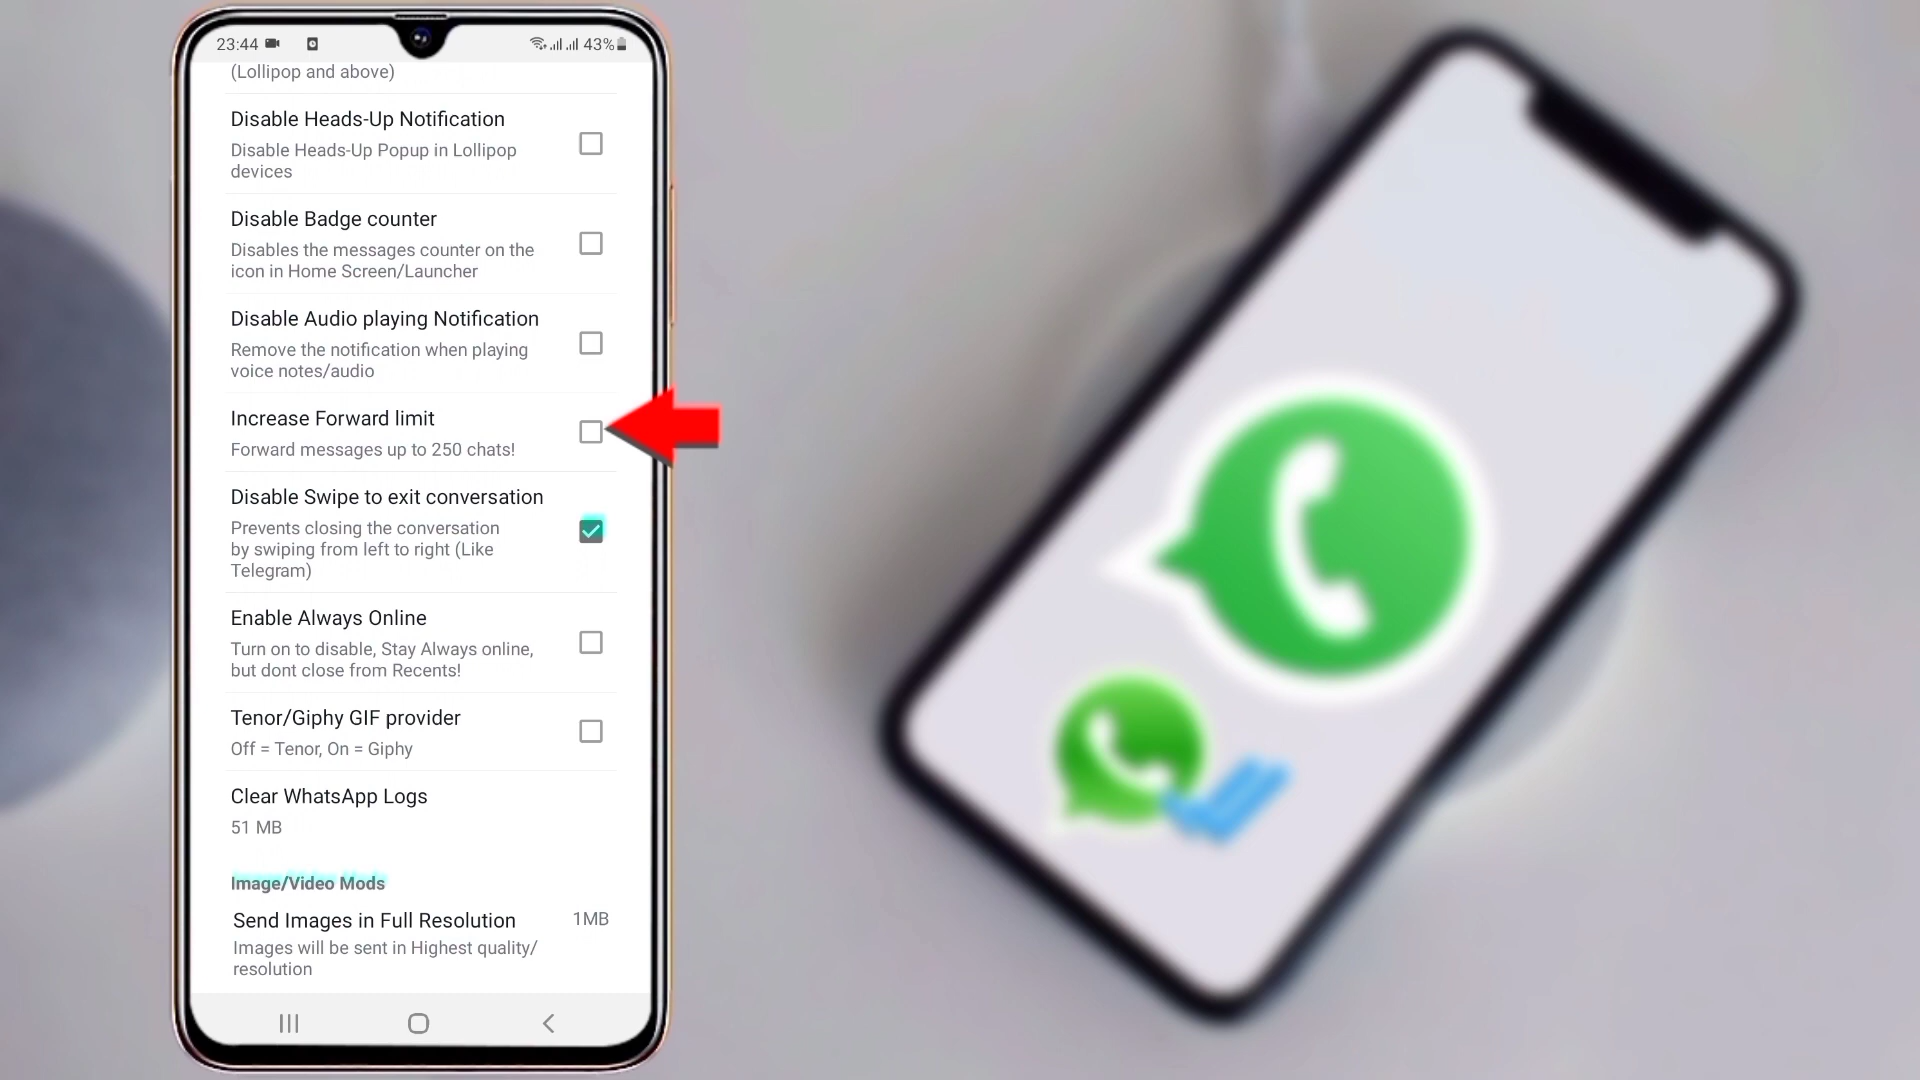 23:44
43%
(Lollipop and above)
Disable Heads-Up Notification
Disable Heads-Up Popup in Lollipop
devices
Disable Badge counter
Disables the messages counter on the
icon in Home Screen/Launcher
Disable Audio playing Notification
Remove the notification when playing
voice notes/audio
Increase Forward limit
Forward messages up to 250 chats!
Disable Swipe to exit conversation
Prevents closing the conversation
by swiping from left to right (Like
Telegram)
Enable Always Online
Turn on to disable, Stay Always online,
but dont close from Recents!
Tenor/Giphy GIF provider
Off = Tenor, On = Giphy
Clear WhatsApp Logs
51 MB
Image/Video Mods
Send Images in Full Resolution
1MB
Images will be sent in Highest quality/
resolution